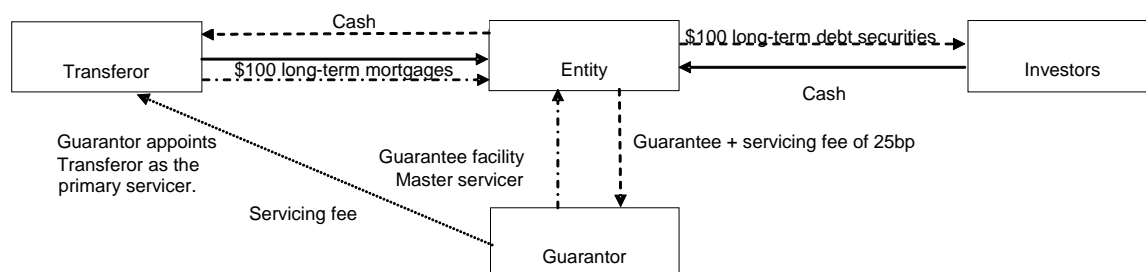 Cash
$100 long-term debt securities
Transferor
$100 long-term mortgages
Entity
Investors
Cash
Guarantor appoints
Transferor as the
primary servicer.
Guarantee facility
Master servicer
Guarantee + servicing fee of 25bp
Servicing fee
Guarantor